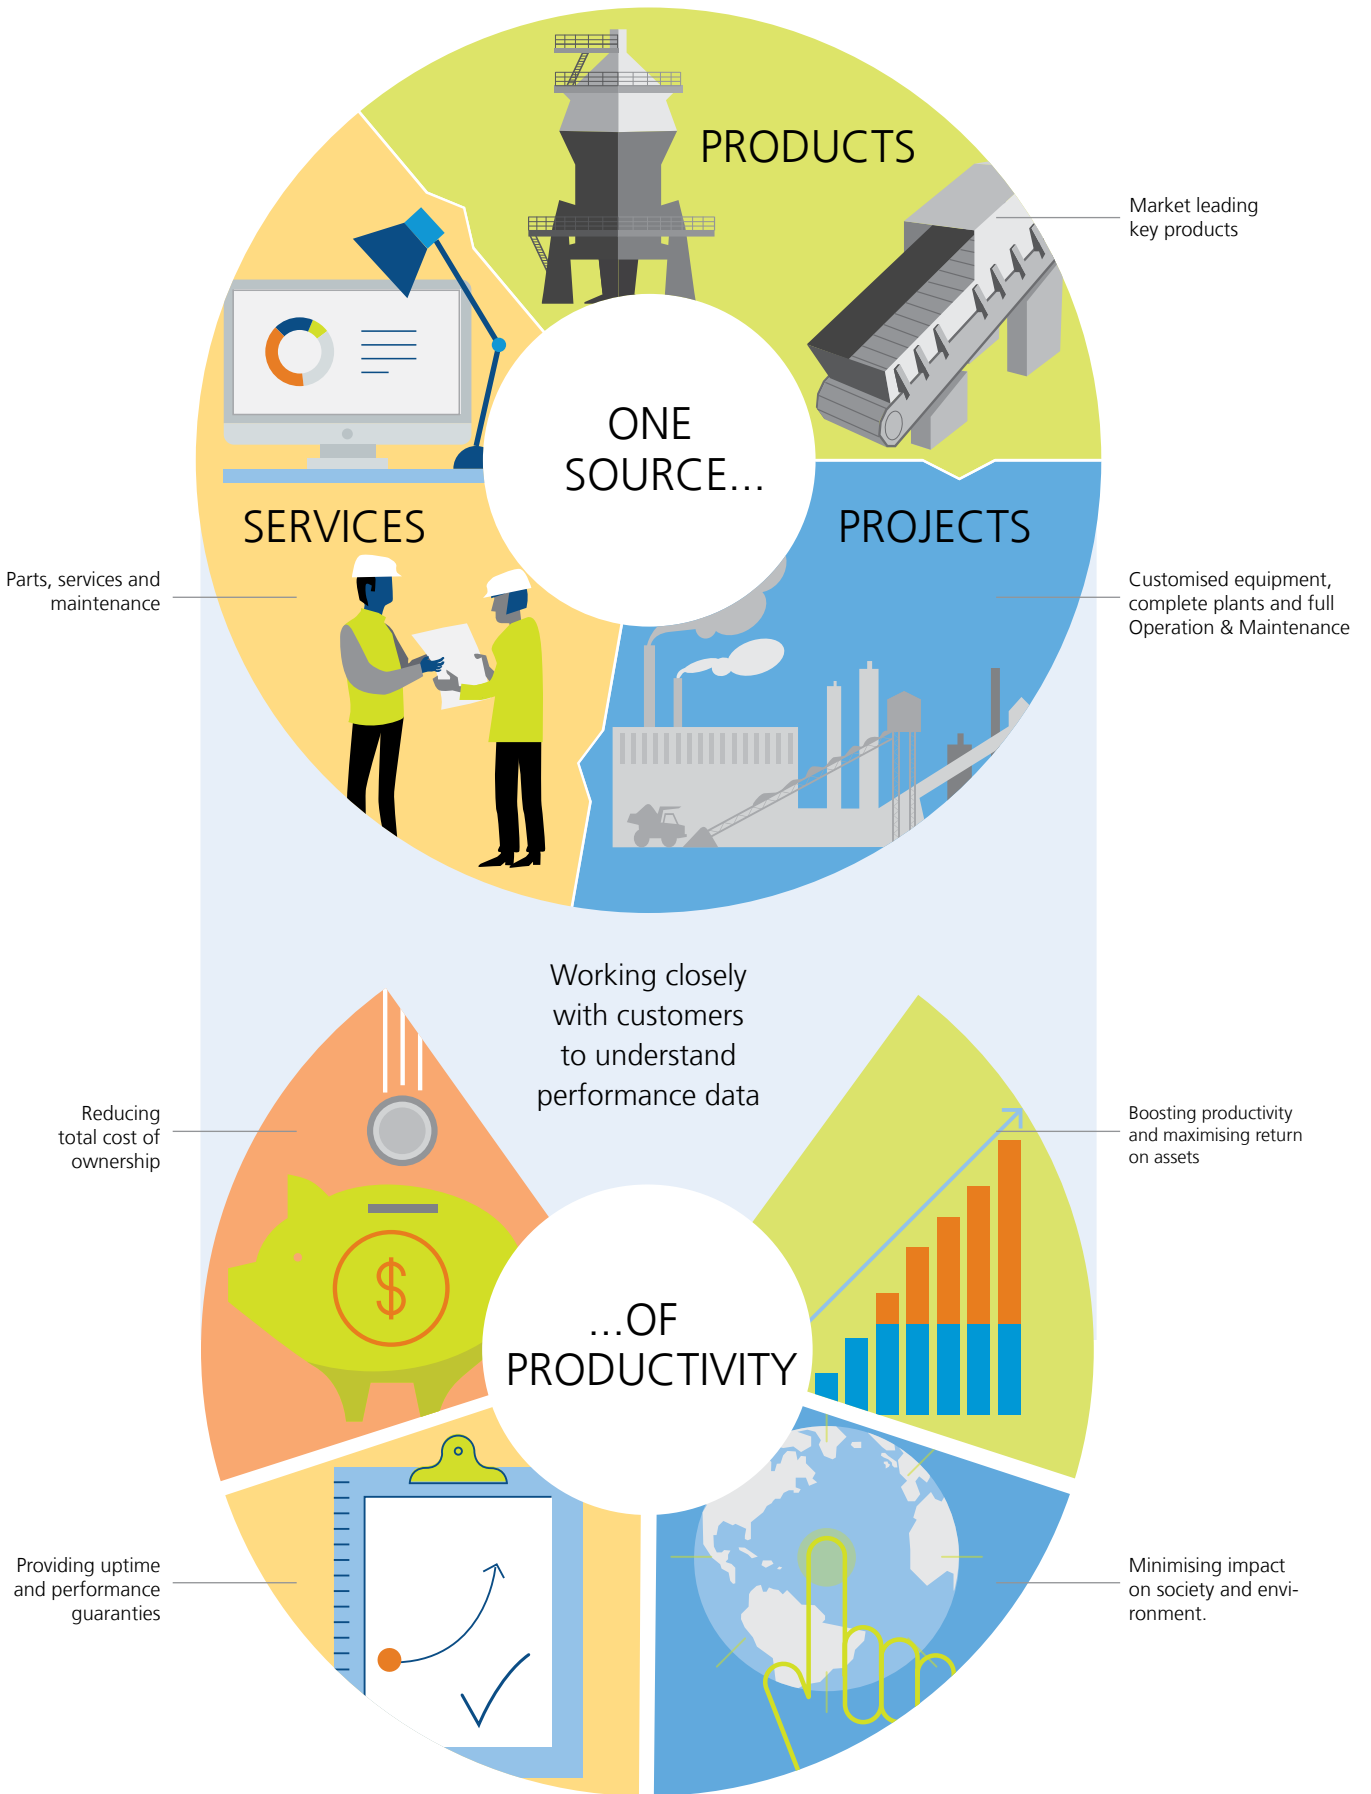 PRODUCTS
Market leading
key products
ONE
SOURCE...
SERVICES
PROJECTS
Parts, services and
maintenance
Customised equipment,
complete plants and full
Operation & Maintenance
Working closely
with customers
to understand
performance data
Reducing
total cost of
ownership
Boosting productivity
and maximising return
on assets
$
...OF
PRODUCTIVITY
Providing uptime
and performance
guaranties
Minimising impact
on society and envi-
ronment.